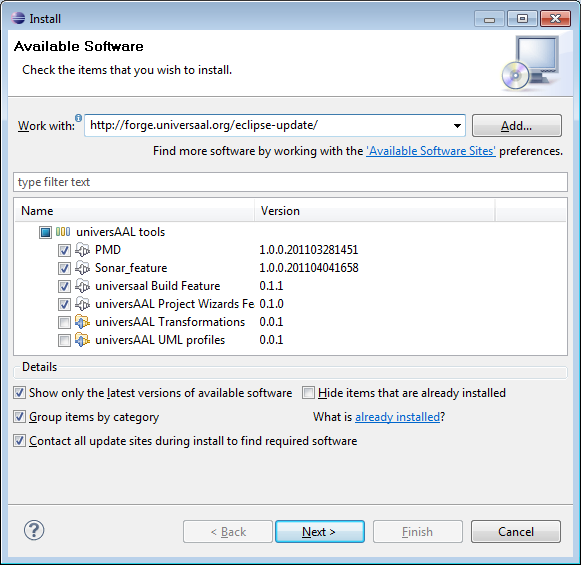 Install
Available Software
Check the items that you wish to install.
Work with: http://forge.universaal.org/eclipse-update/ Add...
Find more software by working with the 'Available Software Sites' preferences.
type filter text
Name Version
universAAL tools
PMD 1.0.0.201103281451
Sonar_feature 1.0.0.201104041658
universaal Build Feature 0.1.1
universAAL Project Wizards Fe 0.1.0
universAAL Transformations 0.0.1
universAAL UML profiles 0.0.1
Details
Show only the latest versions of available software Hide items that are already installed
Group items by category What is already installed?
Contact all update sites during install to find required software
? < Back Next > Finish Cancel